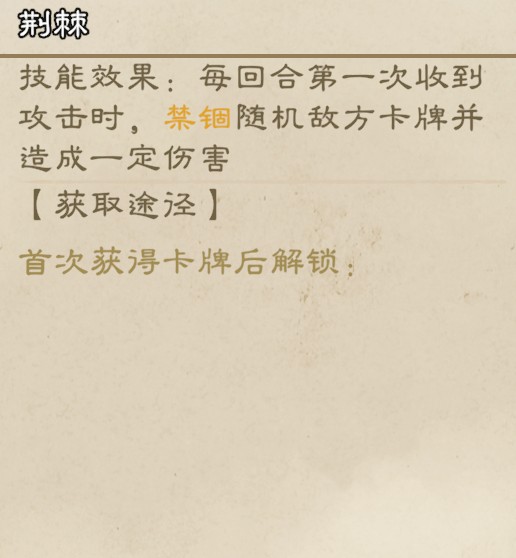 荆棘
技能效果：每回合第一次收到
攻击时，禁锢随机敌方卡牌并
造成一定伤害
【获取途径】
首次获得卡牌后解锁；